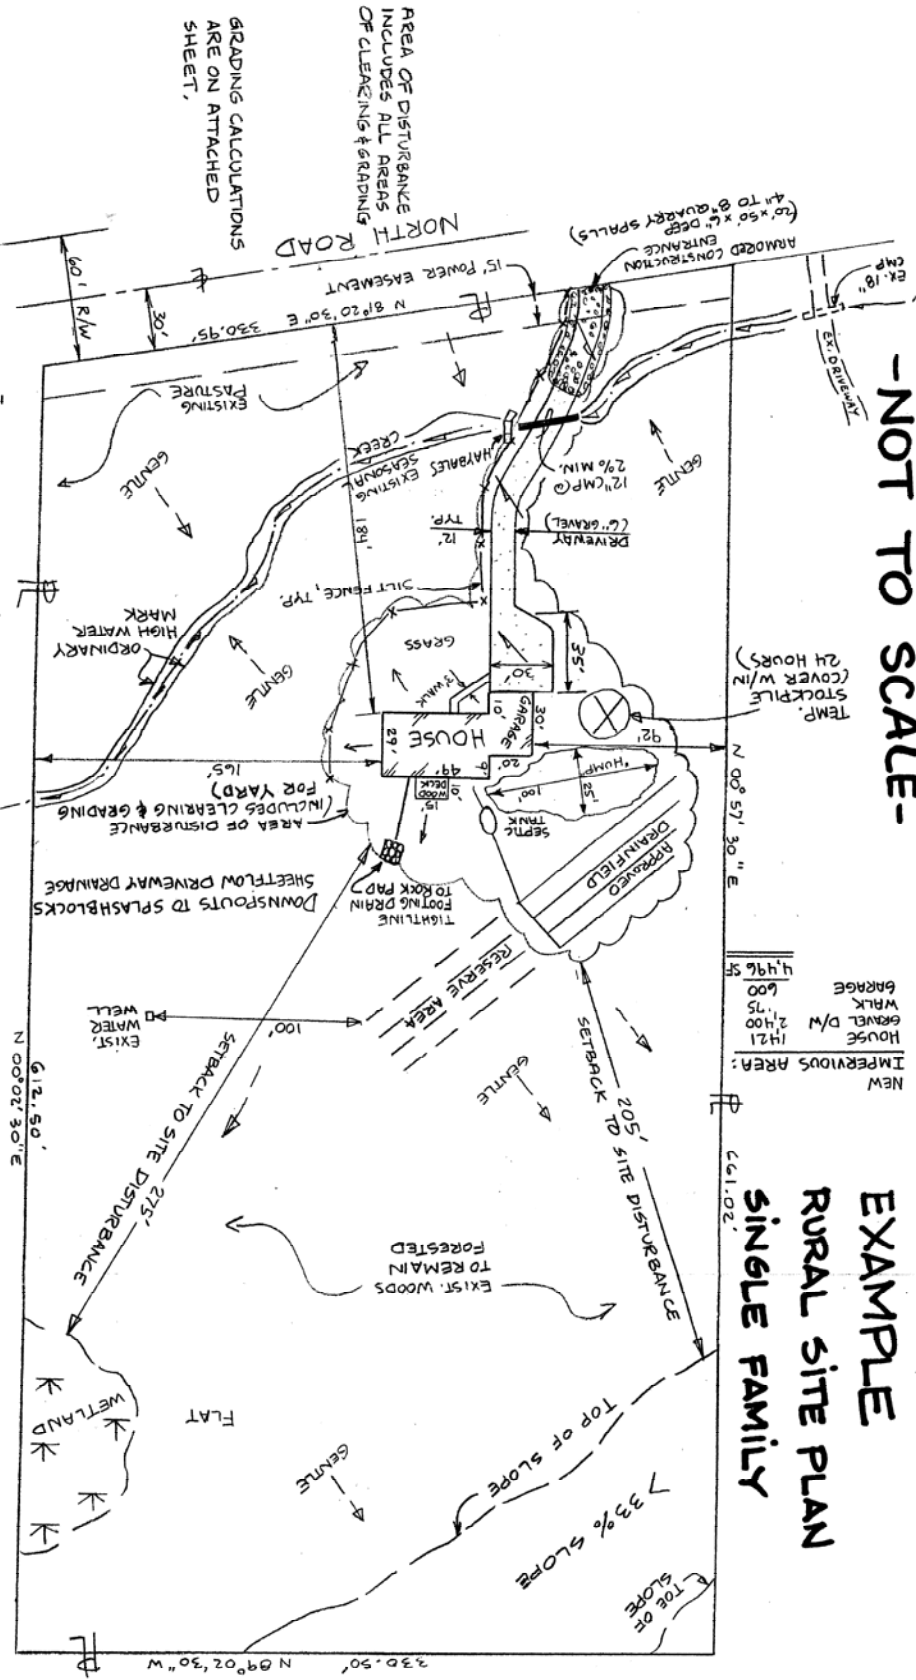 -NOT TO SCALE-
EXAMPLE
RURAL SITE PLAN
SINGLE FAMILY
AREA OF DISTURBANCE
INCLUDES ALL AREAS
OF CLEARING & GRADING
GRADING CALCULATIONS
ARE ON ATTACHED
SHEET.
NORTH ROAD
60' R/W
30'
15' POWER EASEMENT
N 81°20'30" E
330.95'
ARMORED CONSTRUCTION
ENTRANCE
(20' x 50' x 6" DEEP
4" TO 8" QUARRY SPALLS)
EX. 18"
CMP
EX. DRIVEWAY
EXISTING
PASTURE
GENTLE
GENTLE
GENTLE
EXISTING
SEASONAL
CREEK
HAYBALES
12" CMP @
2% MIN.
DRIVEWAY
(6" GRAVEL)
12'
TYP.
184'
SILT FENCE, TYP.
ORDINARY
HIGH WATER
MARK
GRASS
3' WALK
35'
30'
TEMP.
STOCKPILE
(COVER W/IN
24 HOURS)
HOUSE
GARAGE
10'
30'
20'
9'
49'
29'
92'
165'
WOOD
DECK
10'
15'
"HUMP"
100'
25'
SEPTIC
TANK
APPROVED
DRAINFIELD
RESERVE AREA
AREA OF DISTURBANCE
(INCLUDES CLEARING & GRADING
FOR YARD)
DOWNSPOUTS TO SPLASHBLOCKS
SHEETFLOW DRIVEWAY DRAINAGE
TIGHTLINE
FOOTING DRAIN
TO ROCK PAD
N 00°57'30" E
661.02'
NEW
IMPERVIOUS AREA:
HOUSE 1421
GRAVEL D/W 2,400
WALK 75
GARAGE 600
4,496 SF
EXIST.
WATER
WELL
100'
612.50'
N 00°02'30" E
SETBACK TO SITE DISTURBANCE
275'
205'
SETBACK TO SITE DISTURBANCE
GENTLE
EXIST. WOODS
TO REMAIN
FORESTED
WETLAND
FLAT
GENTLE
TOP OF SLOPE
> 33% SLOPE
TOE OF
SLOPE
330.50'
N 89°02'30" W